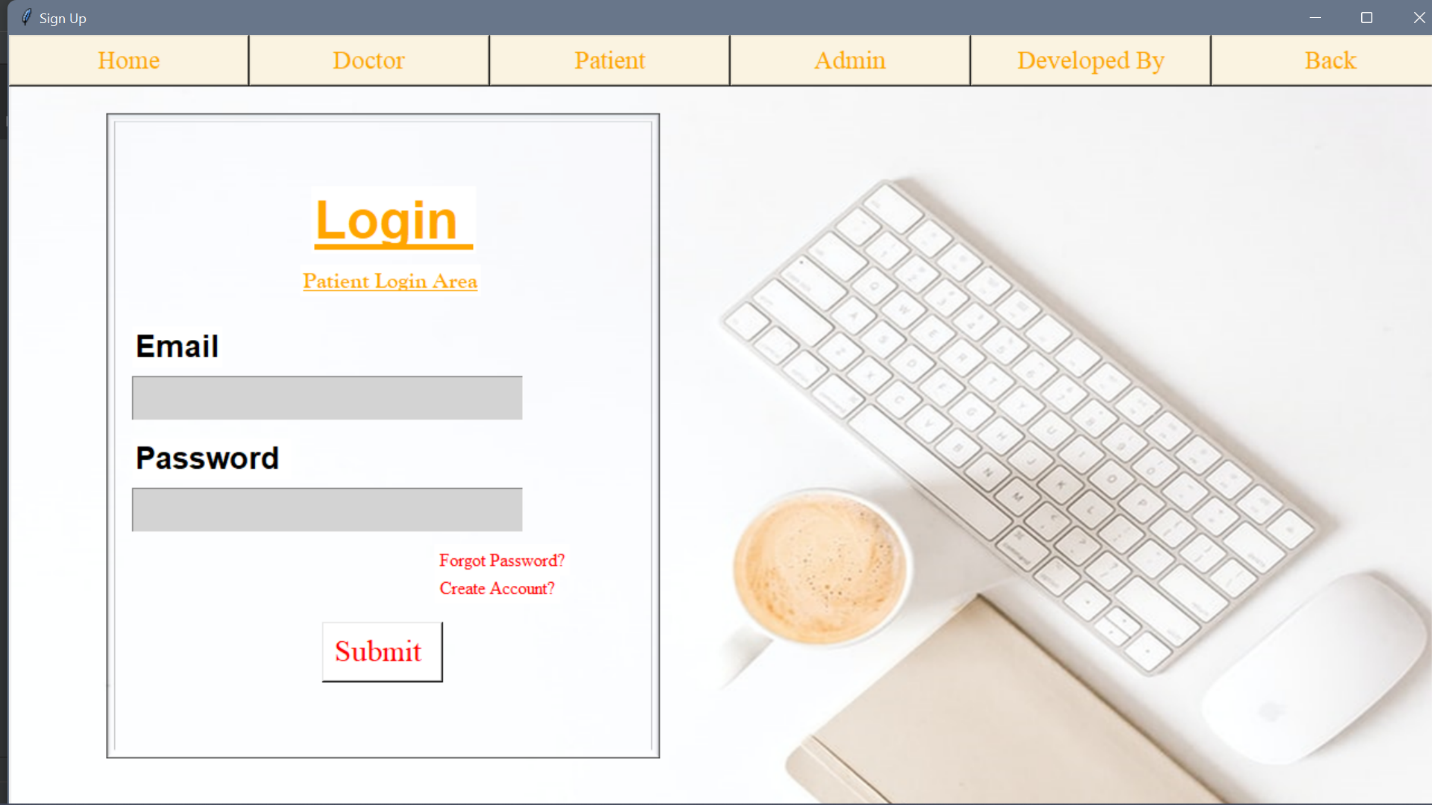 Sign Up
Home Doctor Patient Admin Developed By Back
Login
Patient Login Area
Email
Password
Forgot Password?
Create Account?
Submit